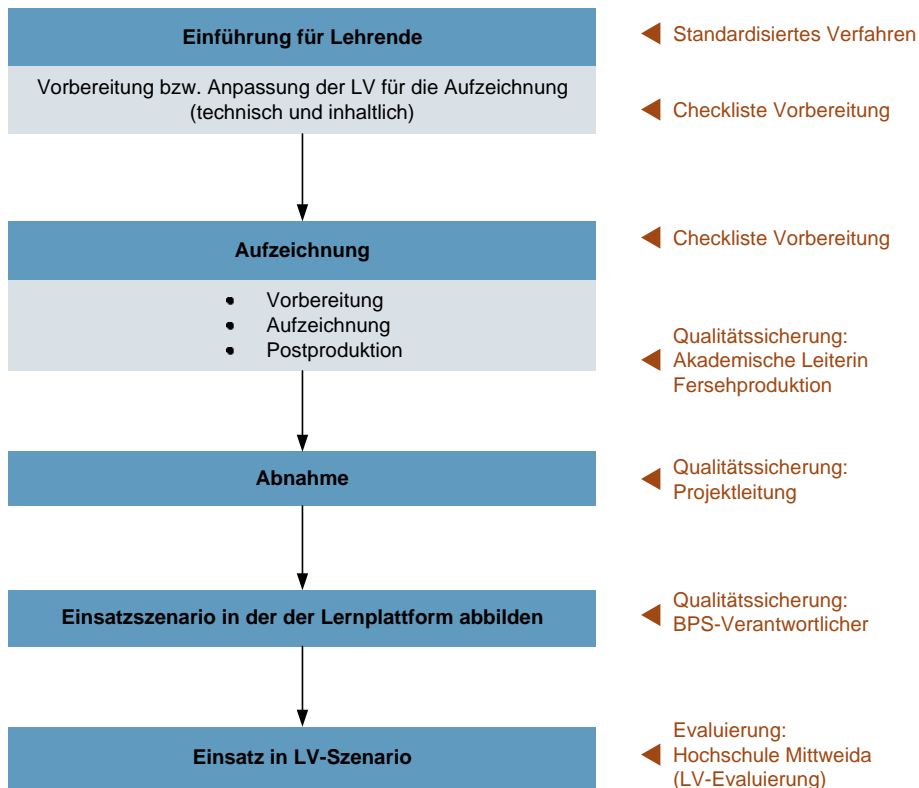 Einführung für Lehrende
Standardisiertes Verfahren
Vorbereitung bzw. Anpassung der LV für die Aufzeichnung
(technisch und inhaltlich)
Checkliste Vorbereitung
Aufzeichnung
Checkliste Vorbereitung
• Vorbereitung
• Aufzeichnung
• Postproduktion
Qualitätssicherung:
Akademische Leiterin
Fersehproduktion
Abnahme
Qualitätssicherung:
Projektleitung
Einsatzszenario in der der Lernplattform abbilden
Qualitätssicherung:
BPS-Verantwortlicher
Einsatz in LV-Szenario
Evaluierung:
Hochschule Mittweida
(LV-Evaluierung)